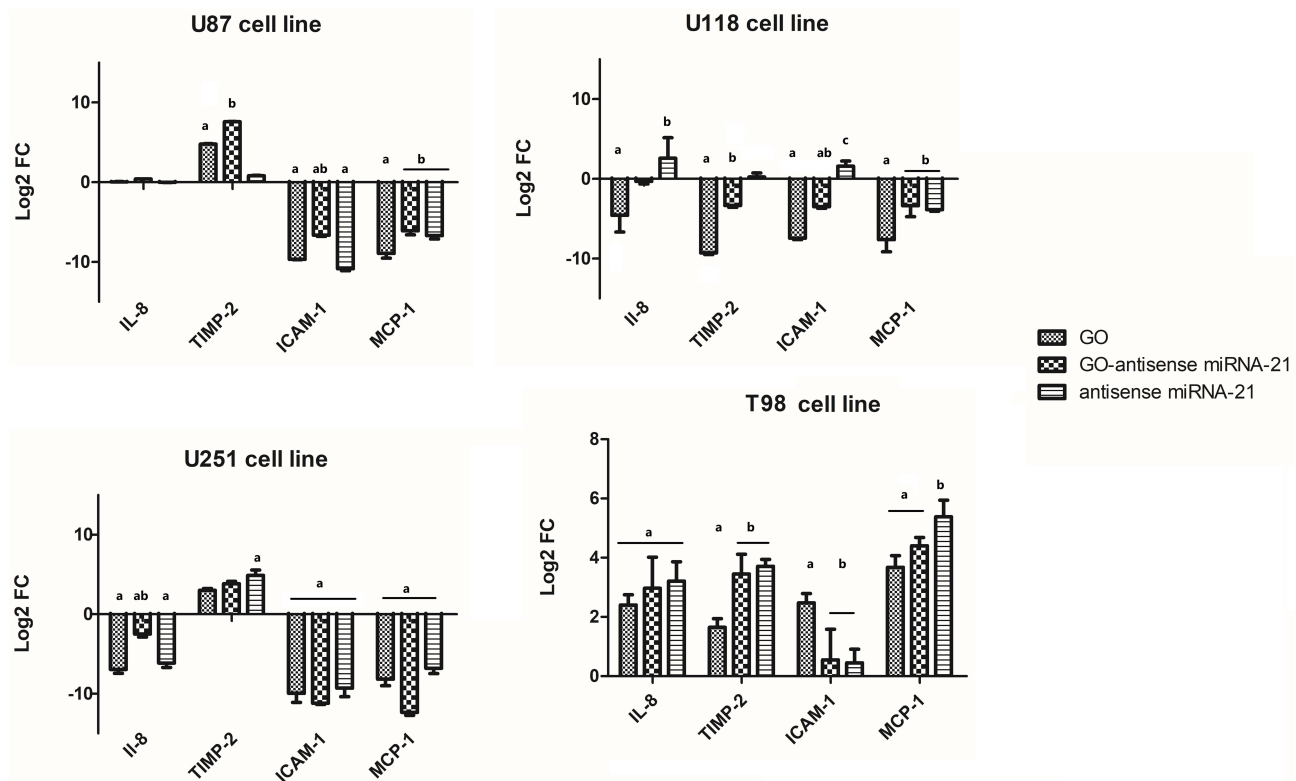 U87 cell line
Log2 FC
10
0
-10
a
b
a
ab
a
a
b
IL-8
TIMP-2
ICAM-1
MCP-1
U118 cell line
Log2 FC
10
0
-10
a
b
a
b
a
ab
c
a
b
Il-8
TIMP-2
ICAM-1
MCP-1
GO
GO-antisense miRNA-21
antisense miRNA-21
U251 cell line
Log2 FC
10
0
-10
a
ab
a
a
a
a
Il-8
TIMP-2
ICAM-1
MCP-1
T98 cell line
Log2 FC
8
6
4
2
0
a
a
b
a
b
a
b
IL-8
TIMP-2
ICAM-1
MCP-1